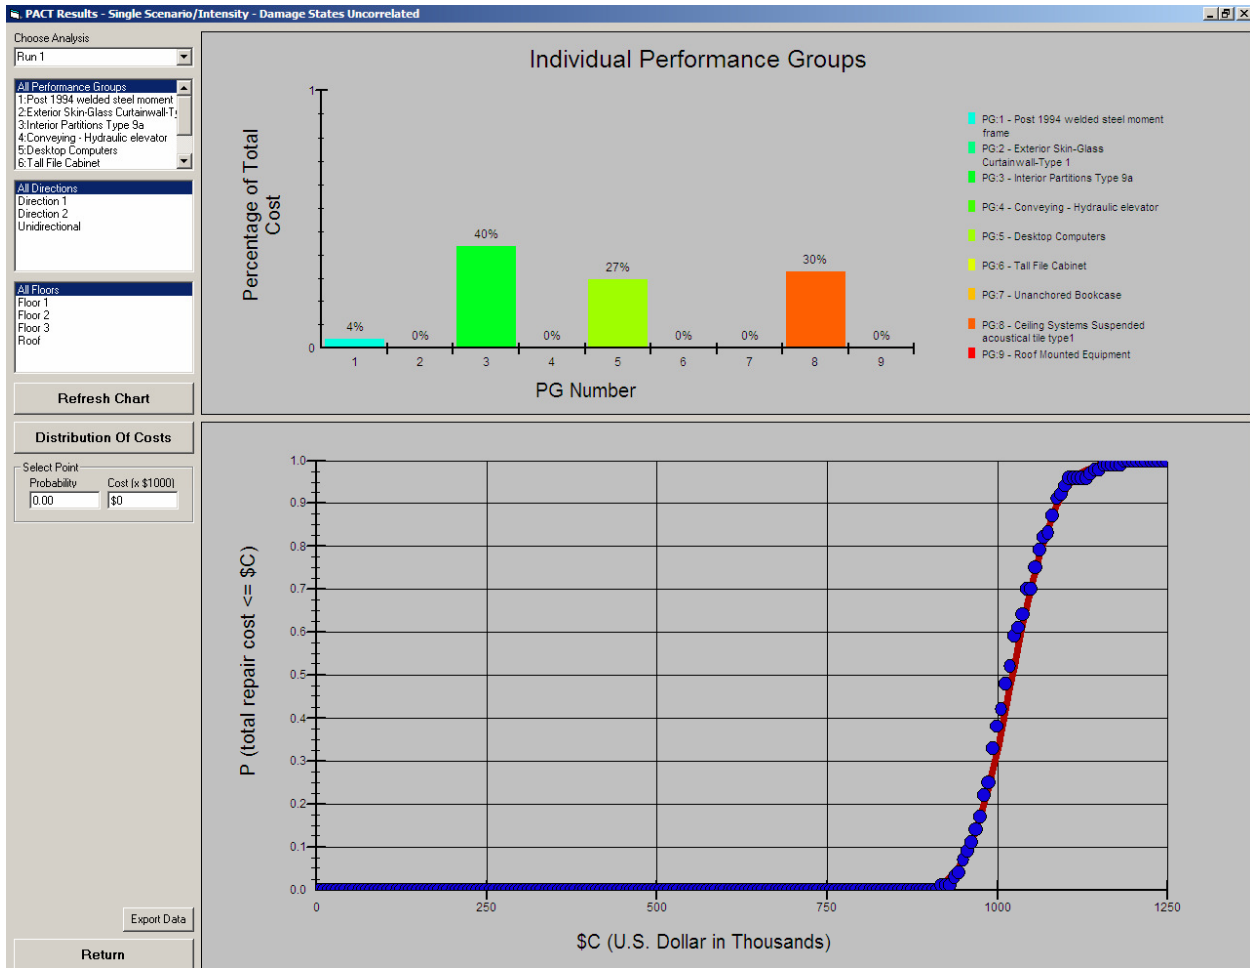 PACT Results - Single Scenario/Intensity - Damage States Uncorrelated
Choose Analysis
Run 1
All Performance Groups
1:Post 1994 welded steel moment
2:Exterior Skin-Glass Curtainwall-Ty
3:Interior Partitions Type 9a
4:Conveying - Hydraulic elevator
5:Desktop Computers
6:Tall File Cabinet
All Directions
Direction 1
Direction 2
Unidirectional
All Floors
Floor 1
Floor 2
Floor 3
Roof
Refresh Chart
Distribution Of Costs
Select Point
Probability Cost (x $1000)
0.00 $0
Export Data
Return
Individual Performance Groups
Percentage of Total
Cost
1
0
4% 0% 40% 0% 27% 0% 0% 30% 0%
1 2 3 4 5 6 7 8 9
PG Number
PG:1 - Post 1994 welded steel moment
frame
PG:2 - Exterior Skin-Glass
Curtainwall-Type 1
PG:3 - Interior Partitions Type 9a
PG:4 - Conveying - Hydraulic elevator
PG:5 - Desktop Computers
PG:6 - Tall File Cabinet
PG:7 - Unanchored Bookcase
PG:8 - Ceiling Systems Suspended
acoustical tile type1
PG:9 - Roof Mounted Equipment
P (total repair cost <= $C)
1.0
0.9
0.8
0.7
0.6
0.5
0.4
0.3
0.2
0.1
0.0
0 250 500 750 1000 1250
$C (U.S. Dollar in Thousands)